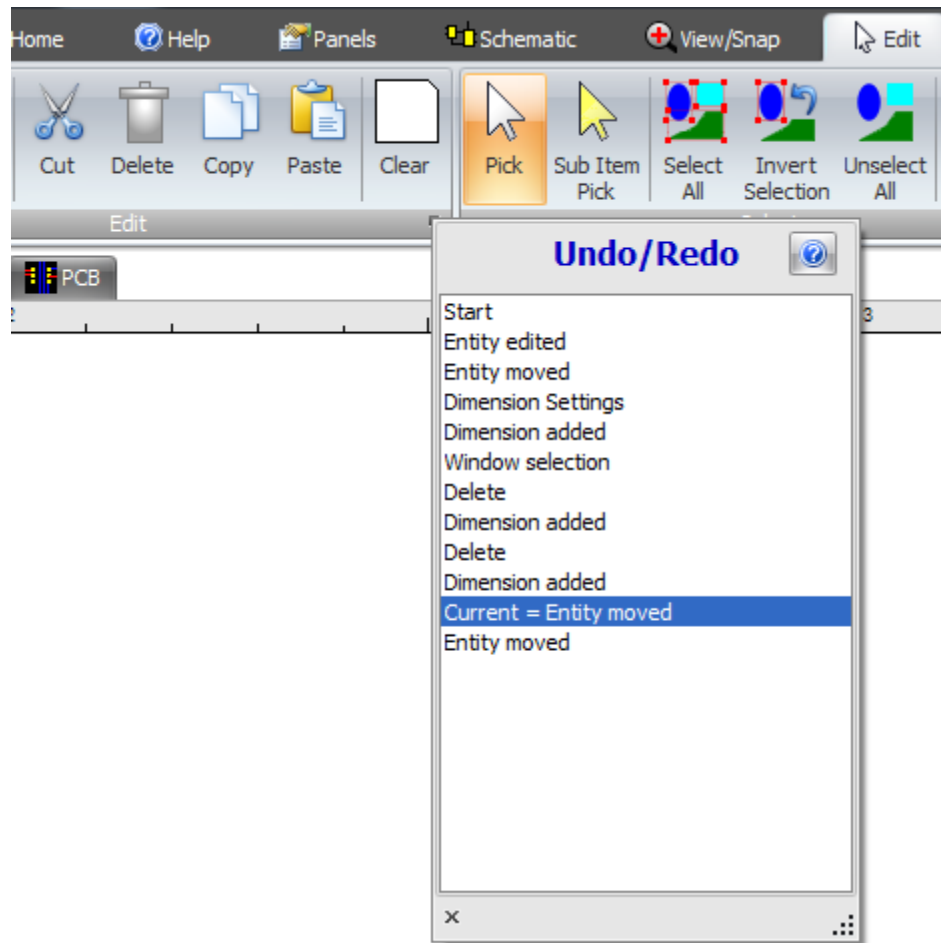 Home Help Panels Schematic View/Snap Edit
Cut Delete Copy Paste Clear Pick Sub Item Pick Select All Invert Selection Unselect All
Edit
Undo/Redo
PCB
3
Start
Entity edited
Entity moved
Dimension Settings
Dimension added
Window selection
Delete
Dimension added
Delete
Dimension added
Current = Entity moved
Entity moved